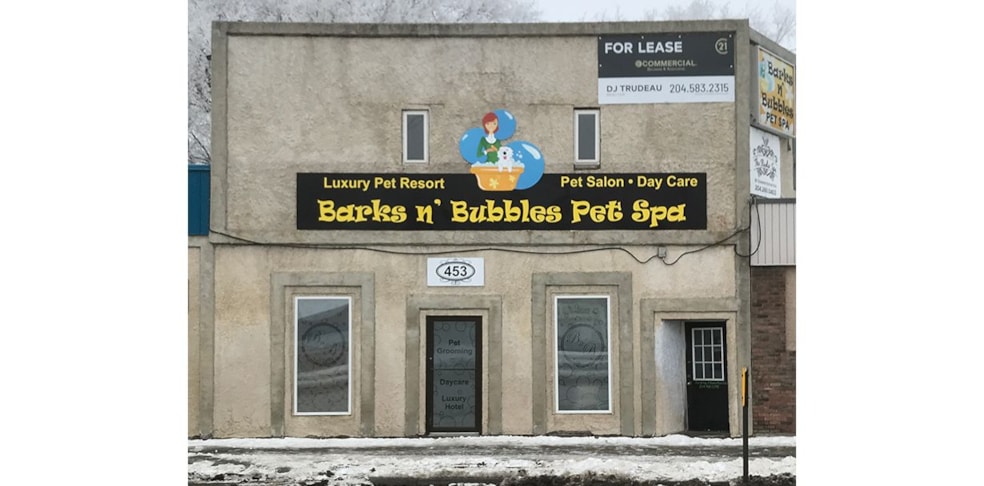 FOR LEASE
21
COMMERCIAL.
DJ TRUDEAU 204.583.2315
Barks
n'
Bubbles
PET SPA
Luxury Pet Resort
Pet Salon • Day Care
Barks n' Bubbles Pet Spa
453
Pet
Grooming
Daycare
Luxury
Hotel